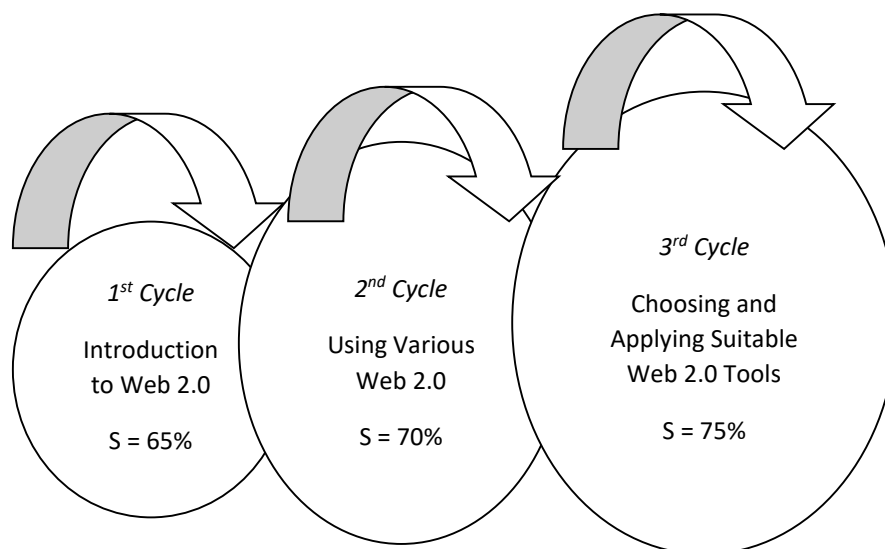 1st Cycle
Introduction
to Web 2.0
S = 65%
2nd Cycle
Using Various
Web 2.0
S = 70%
3rd Cycle
Choosing and
Applying Suitable
Web 2.0 Tools
S = 75%